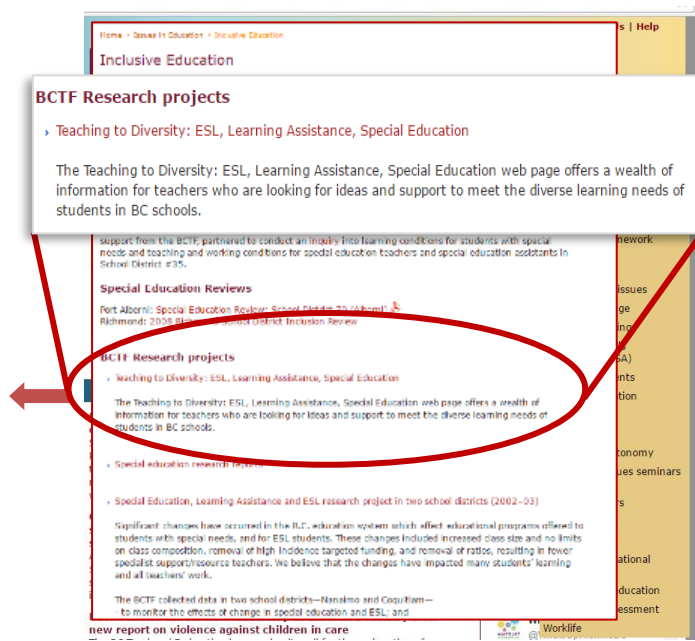 s | Help
Home > Issues in Education > Inclusive Education
Inclusive Education
BCTF Research projects
› Teaching to Diversity: ESL, Learning Assistance, Special Education
The Teaching to Diversity: ESL, Learning Assistance, Special Education web page offers a wealth of
information for teachers who are looking for ideas and support to meet the diverse learning needs of
students in BC schools.
support from the BCTF, partnered to conduct an inquiry into learning conditions for students with special
needs and teaching and working conditions for special education teachers and special education assistants in
School District #35.
Special Education Reviews
Port Alberni: Special Education Review: School District 70 (Alberni)
Richmond: 2008 Richmond School District Inclusion Review
BCTF Research projects
› Teaching to Diversity: ESL, Learning Assistance, Special Education
The Teaching to Diversity: ESL, Learning Assistance, Special Education web page offers a wealth of
information for teachers who are looking for ideas and support to meet the diverse learning needs of
students in BC schools.
› Special education research reports
› Special Education, Learning Assistance and ESL research project in two school districts (2002–03)
Significant changes have occurred in the B.C. education system which affect educational programs offered to
students with special needs, and for ESL students. These changes included increased class size and no limits
on class composition, removal of high incidence targeted funding, and removal of ratios, resulting in fewer
specialist support/resource teachers. We believe that the changes have impacted many students' learning
and all teachers' work.
The BCTF collected data in two school districts—Nanaimo and Coquitlam—
- to monitor the effects of change in special education and ESL; and
new report on violence against children in care
nework
issues
ge
ing
SA)
ents
tion
onomy
ues seminars
rs
ational
ducation
essment
Worklife